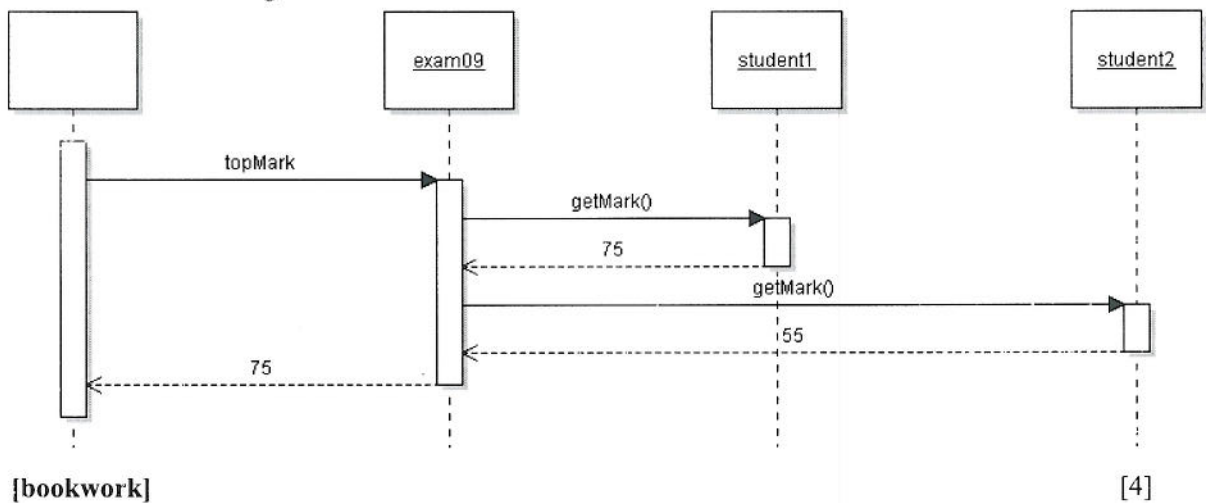 exam09
student1
student2
topMark
getMark()
75
getMark()
55
75
[bookwork]
[4]